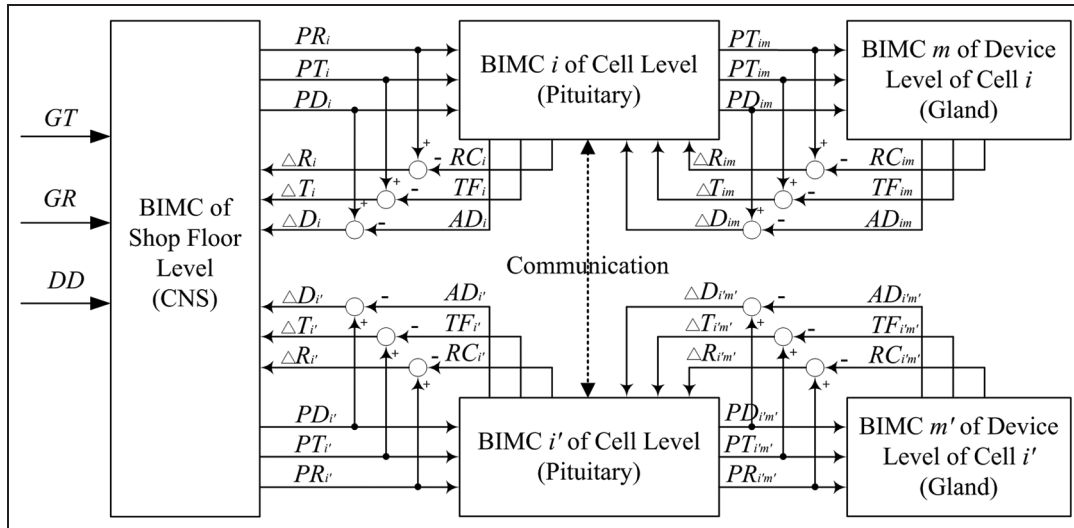 GT
GR
DD
BIMC of
Shop Floor
Level
(CNS)
PRi
PTi
PDi
+
+
+
-
-
-
△Ri
△Ti
△Di
RCi
TFi
ADi
BIMC i of Cell Level
(Pituitary)
PTim
PTim
PDim
+
+
+
-
-
-
△Rim
△Tim
△Dim
RCim
TFim
ADim
BIMC m of Device
Level of Cell i
(Gland)
Communication
△Di'
△Ti'
△Ri'
-
-
-
+
+
+
ADi'
TFi'
RCi'
PDi'
PTi'
PRi'
BIMC i' of Cell Level
(Pituitary)
△Di'm'
△Ti'm'
△Ri'm'
-
-
-
+
+
+
ADi'm'
TFi'm'
RCi'm'
PDi'm'
PTi'm'
PRi'm'
BIMC m' of Device
Level of Cell i'
(Gland)